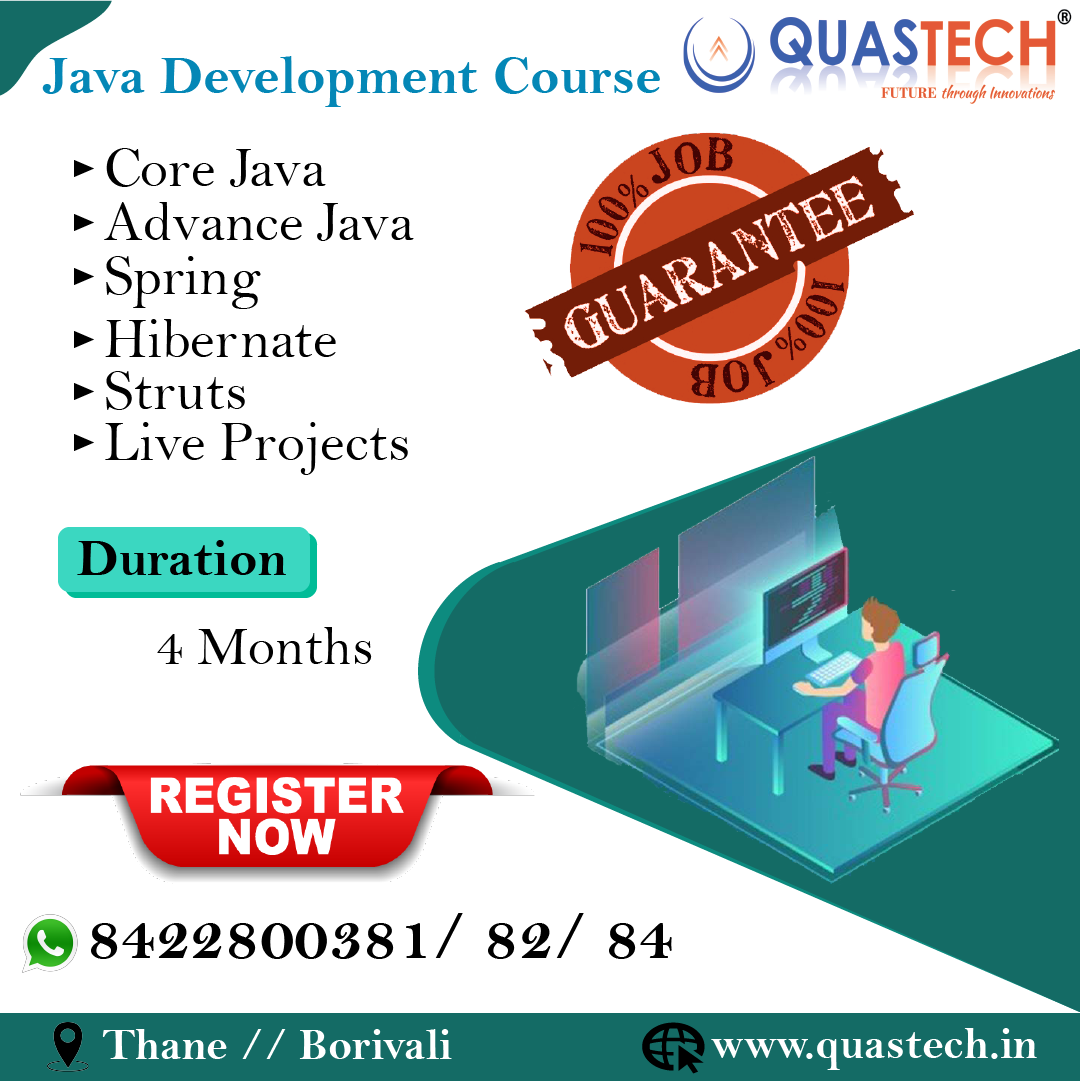 Java Development Course
QUASTECH®
FUTURE through Innovations
► Core Java
► Advance Java
► Spring
► Hibernate
► Struts
► Live Projects
100% JOB
GUARANTEE
100% JOB
Duration
4 Months
REGISTER
NOW
8422800381/ 82/ 84
Thane // Borivali
www.quastech.in